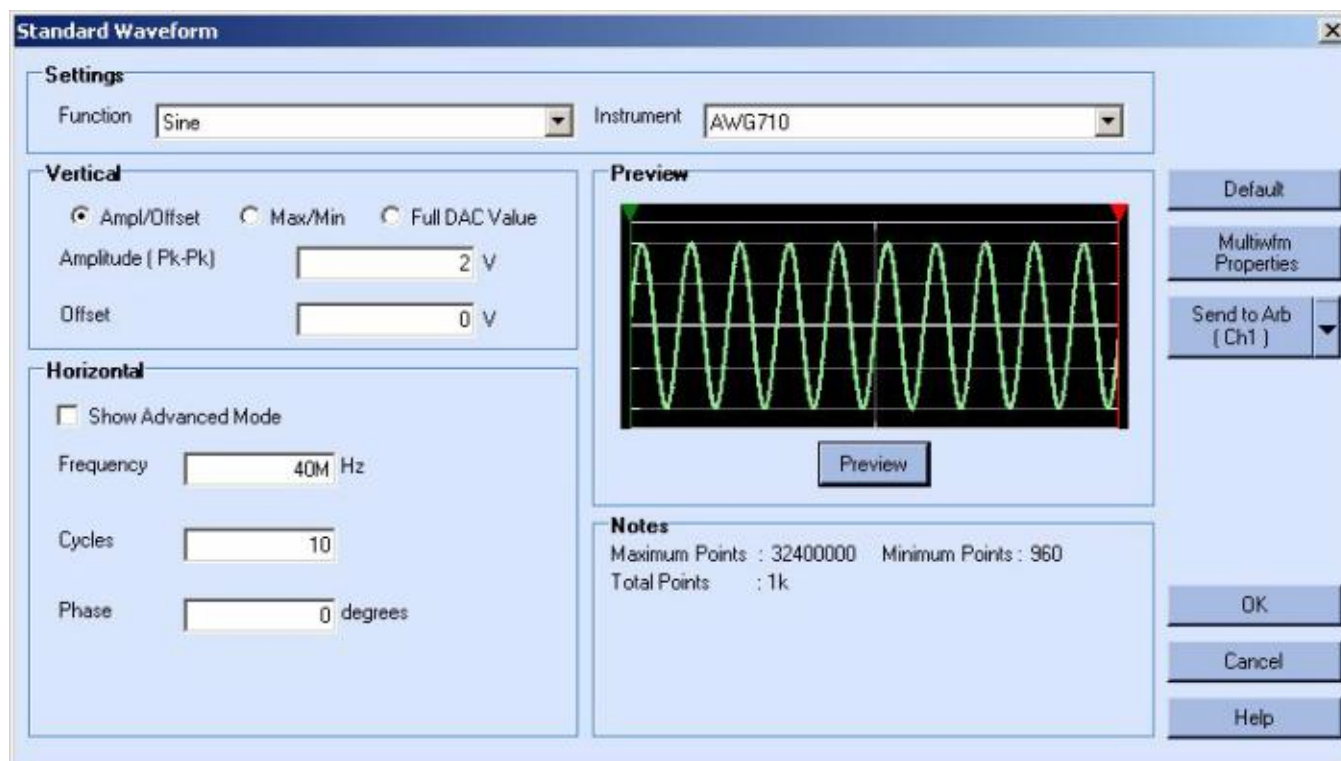 Standard Waveform
Settings
Function Sine Instrument AWG710
Vertical
Ampl/Offset Max/Min Full DAC Value
Amplitude ( Pk-Pk) 2 V
Offset 0 V
Horizontal
Show Advanced Mode
Frequency 40M Hz
Cycles 10
Phase 0 degrees
Preview
Preview
Notes
Maximum Points : 32400000 Minimum Points : 960
Total Points : 1k
Default
Multiwfm
Properties
Send to Arb
( Ch1 )
OK
Cancel
Help